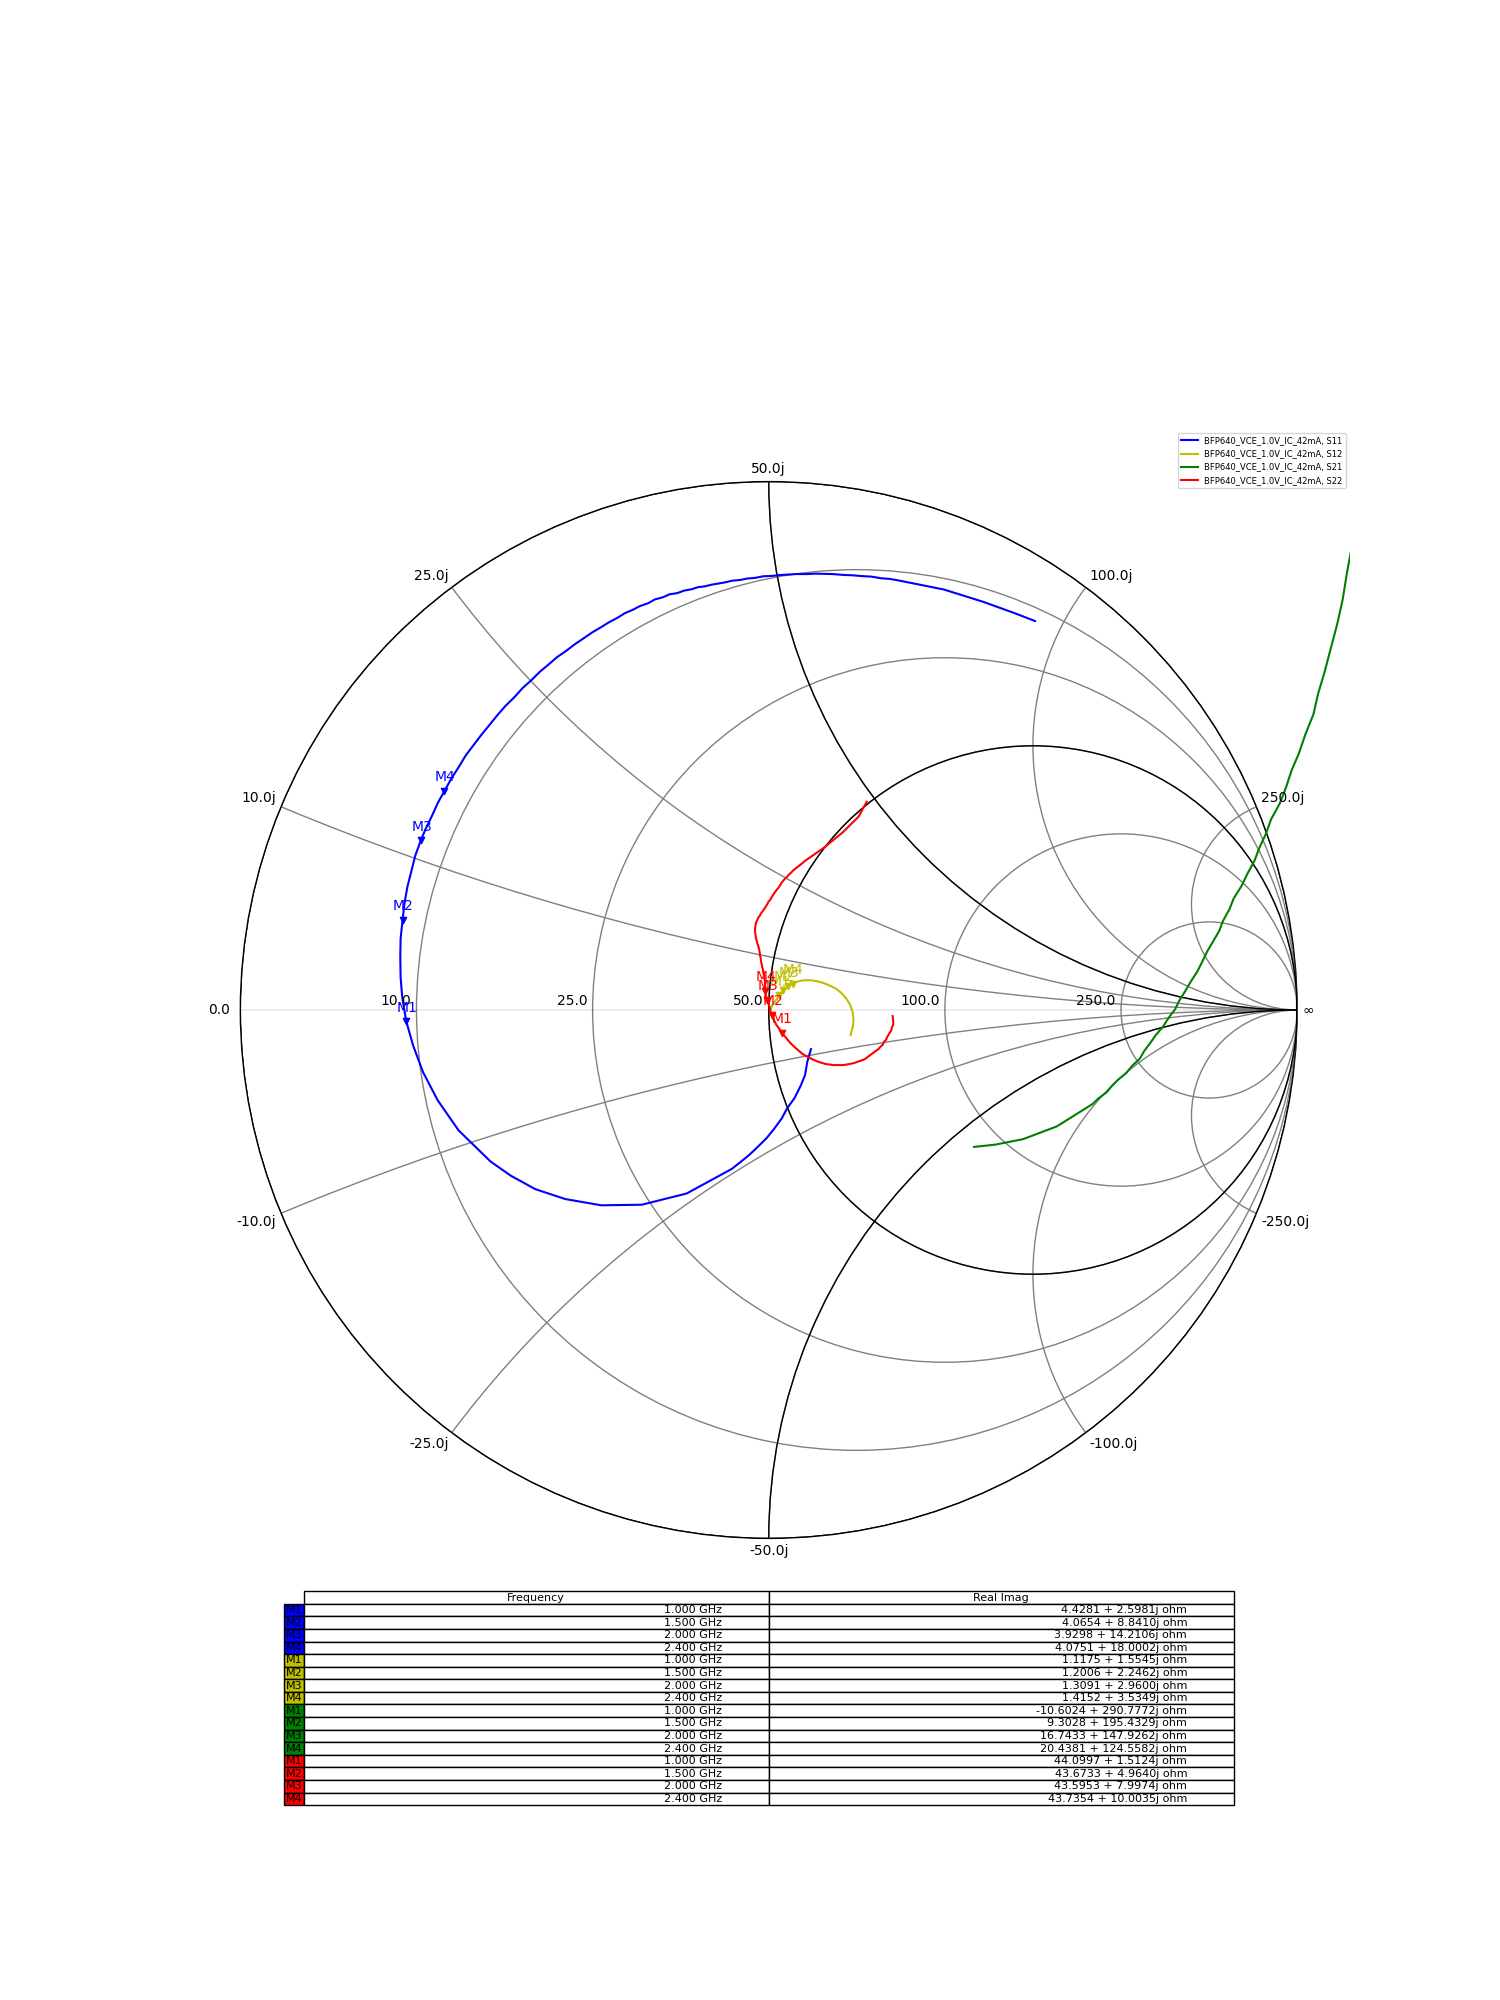 BFP640_VCE_1.0V_IC_42mA, S11
BFP640_VCE_1.0V_IC_42mA, S12
BFP640_VCE_1.0V_IC_42mA, S21
BFP640_VCE_1.0V_IC_42mA, S22
50.0j
25.0j
100.0j
M4
10.0j
250.0j
M3
M2
M4
M4
M3
M3
0.0
10.0
25.0
50.0
M2
100.0
250.0
∞
M1
M1
-10.0j
-250.0j
-25.0j
-100.0j
-50.0j
Frequency Real Imag
M1 1.000 GHz 4.4281 + 2.5981j ohm
M2 1.500 GHz 4.0654 + 8.8410j ohm
M3 2.000 GHz 3.9298 + 14.2106j ohm
M4 2.400 GHz 4.0751 + 18.0002j ohm
M1 1.000 GHz 1.1175 + 1.5545j ohm
M2 1.500 GHz 1.2006 + 2.2462j ohm
M3 2.000 GHz 1.3091 + 2.9600j ohm
M4 2.400 GHz 1.4152 + 3.5349j ohm
M1 1.000 GHz -10.6024 + 290.7772j ohm
M2 1.500 GHz 9.3028 + 195.4329j ohm
M3 2.000 GHz 16.7433 + 147.9262j ohm
M4 2.400 GHz 20.4381 + 124.5582j ohm
M1 1.000 GHz 44.0997 + 1.5124j ohm
M2 1.500 GHz 43.6733 + 4.9640j ohm
M3 2.000 GHz 43.5953 + 7.9974j ohm
M4 2.400 GHz 43.7354 + 10.0035j ohm